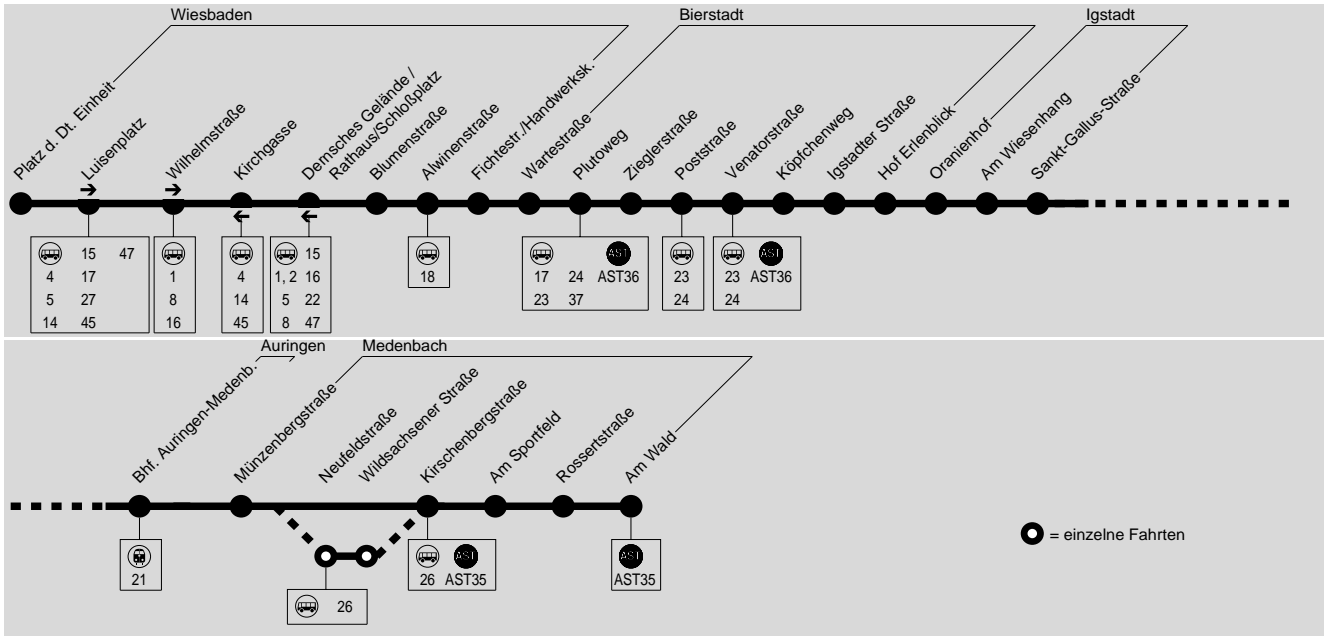 Wiesbaden
Bierstadt
Igstadt
Platz d. Dt. Einheit
Luisenplatz
Wilhelmstraße
Kirchgasse
Dernsches Gelände /
Rathaus/Schloßplatz
Blumenstraße
Alwinenstraße
Fichtestr./Handwerksk.
Wartestraße
Plutoweg
Zieglerstraße
Poststraße
Venatorstraße
Köpfchenweg
Igstadter Straße
Hof Erlenblick
Oranienhof
Am Wiesenhang
Sankt-Gallus-Straße
15 47
4 17
5 27
14 45
1
8
16
4
14
45
15
1, 2 16
5 22
8 47
18
AST
17 24 AST36
23 37
23
24
AST
23 AST36
24
Auringen
Medenbach
Bhf. Auringen-Medenb.
Münzenbergstraße
Neufeldstraße
Wildsachsener Straße
Kirschenbergstraße
Am Sportfeld
Rossertstraße
Am Wald
21
26
AST
26 AST35
AST
AST35
= einzelne Fahrten